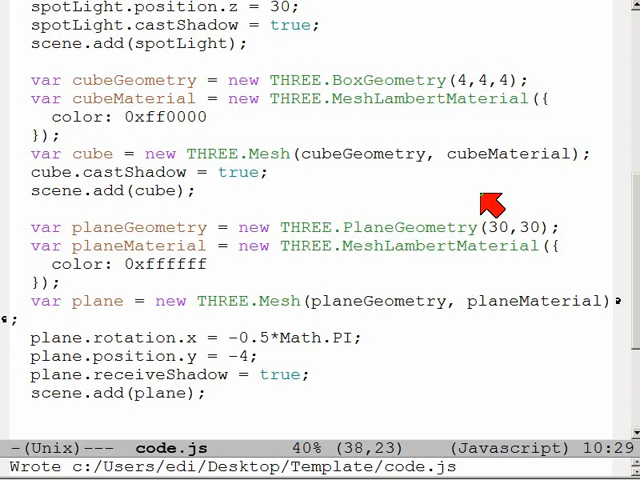 spotLight.position.z = 30;
spotLight.castShadow = true;
scene.add(spotLight);
var cubeGeometry = new THREE.BoxGeometry(4,4,4);
var cubeMaterial = new THREE.MeshLambertMaterial({
color: 0xff0000
});
var cube = new THREE.Mesh(cubeGeometry, cubeMaterial);
cube.castShadow = true;
scene.add(cube);
var planeGeometry = new THREE.PlaneGeometry(30,30);
var planeMaterial = new THREE.MeshLambertMaterial({
color: 0xffffff
});
var plane = new THREE.Mesh(planeGeometry, planeMaterial)
;
plane.rotation.x = -0.5*Math.PI;
plane.position.y = -4;
plane.receiveShadow = true;
scene.add(plane);
-(Unix)--- code.js 40% (38,23) (Javascript) 10:29
Wrote c:/Users/edi/Desktop/Template/code.js